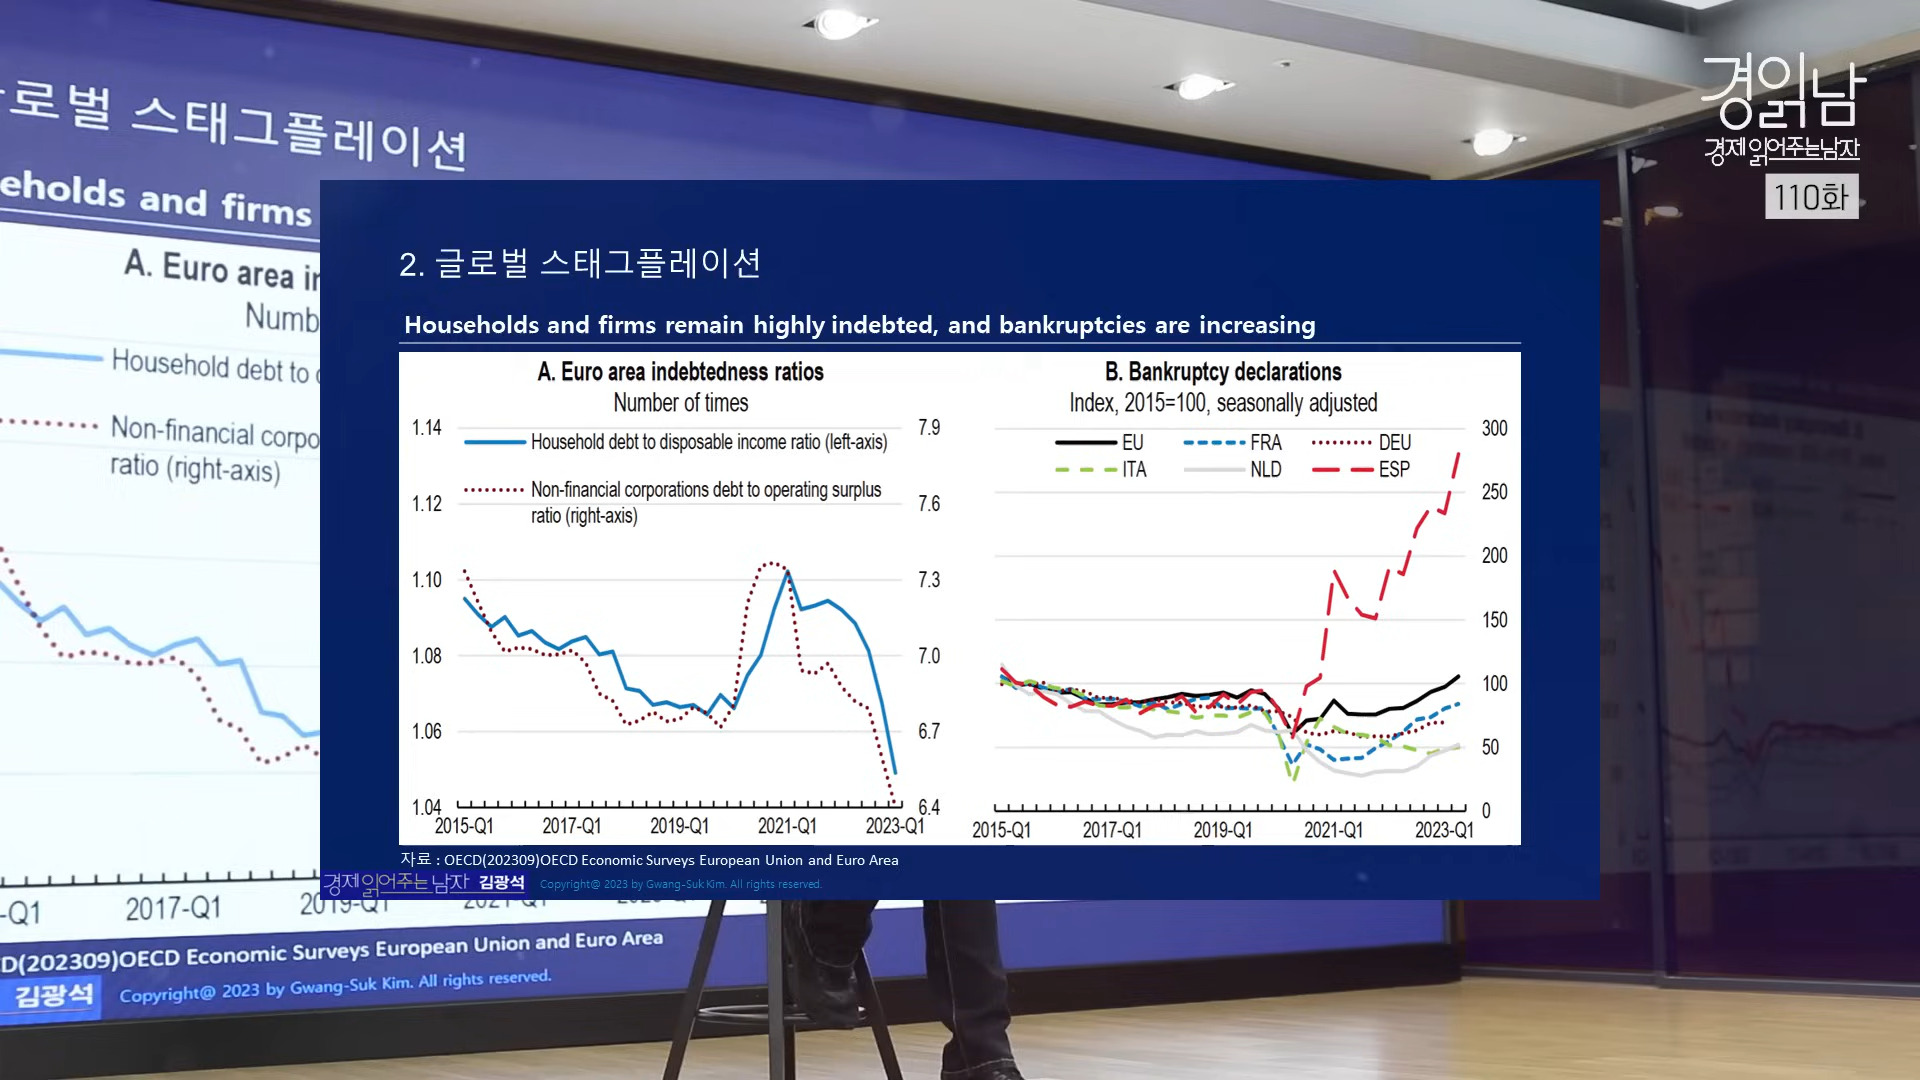 경읽남
경제 읽어주는 남자
110화
글로벌 스태그플레이션
eholds and firms
A. Euro area in
Numb
Household debt to
Non-financial corpo
ratio (right-axis)
-Q1 2017-Q1 2019-Q1 2021-Q1
D(202309)OECD Economic Surveys European Union and Euro Area
김광석 Copyright@ 2023 by Gwang-Suk Kim. All rights reserved.
2. 글로벌 스태그플레이션
Households and firms remain highly indebted, and bankruptcies are increasing
A. Euro area indebtedness ratios
Number of times
1.14 7.9
Household debt to disposable income ratio (left-axis)
Non-financial corporations debt to operating surplus
1.12 7.6
ratio (right-axis)
1.10 7.3
1.08 7.0
1.06 6.7
1.04 6.4
2015-Q1 2017-Q1 2019-Q1 2021-Q1 2023-Q1
B. Bankruptcy declarations
Index, 2015=100, seasonally adjusted
300
EU FRA DEU
ITA NLD ESP
250
200
150
100
50
0
2015-Q1 2017-Q1 2019-Q1 2021-Q1 2023-Q1
자료 : OECD(202309)OECD Economic Surveys European Union and Euro Area
경제 읽어주는 남자 김광석 Copyright@ 2023 by Gwang-Suk Kim. All rights reserved.